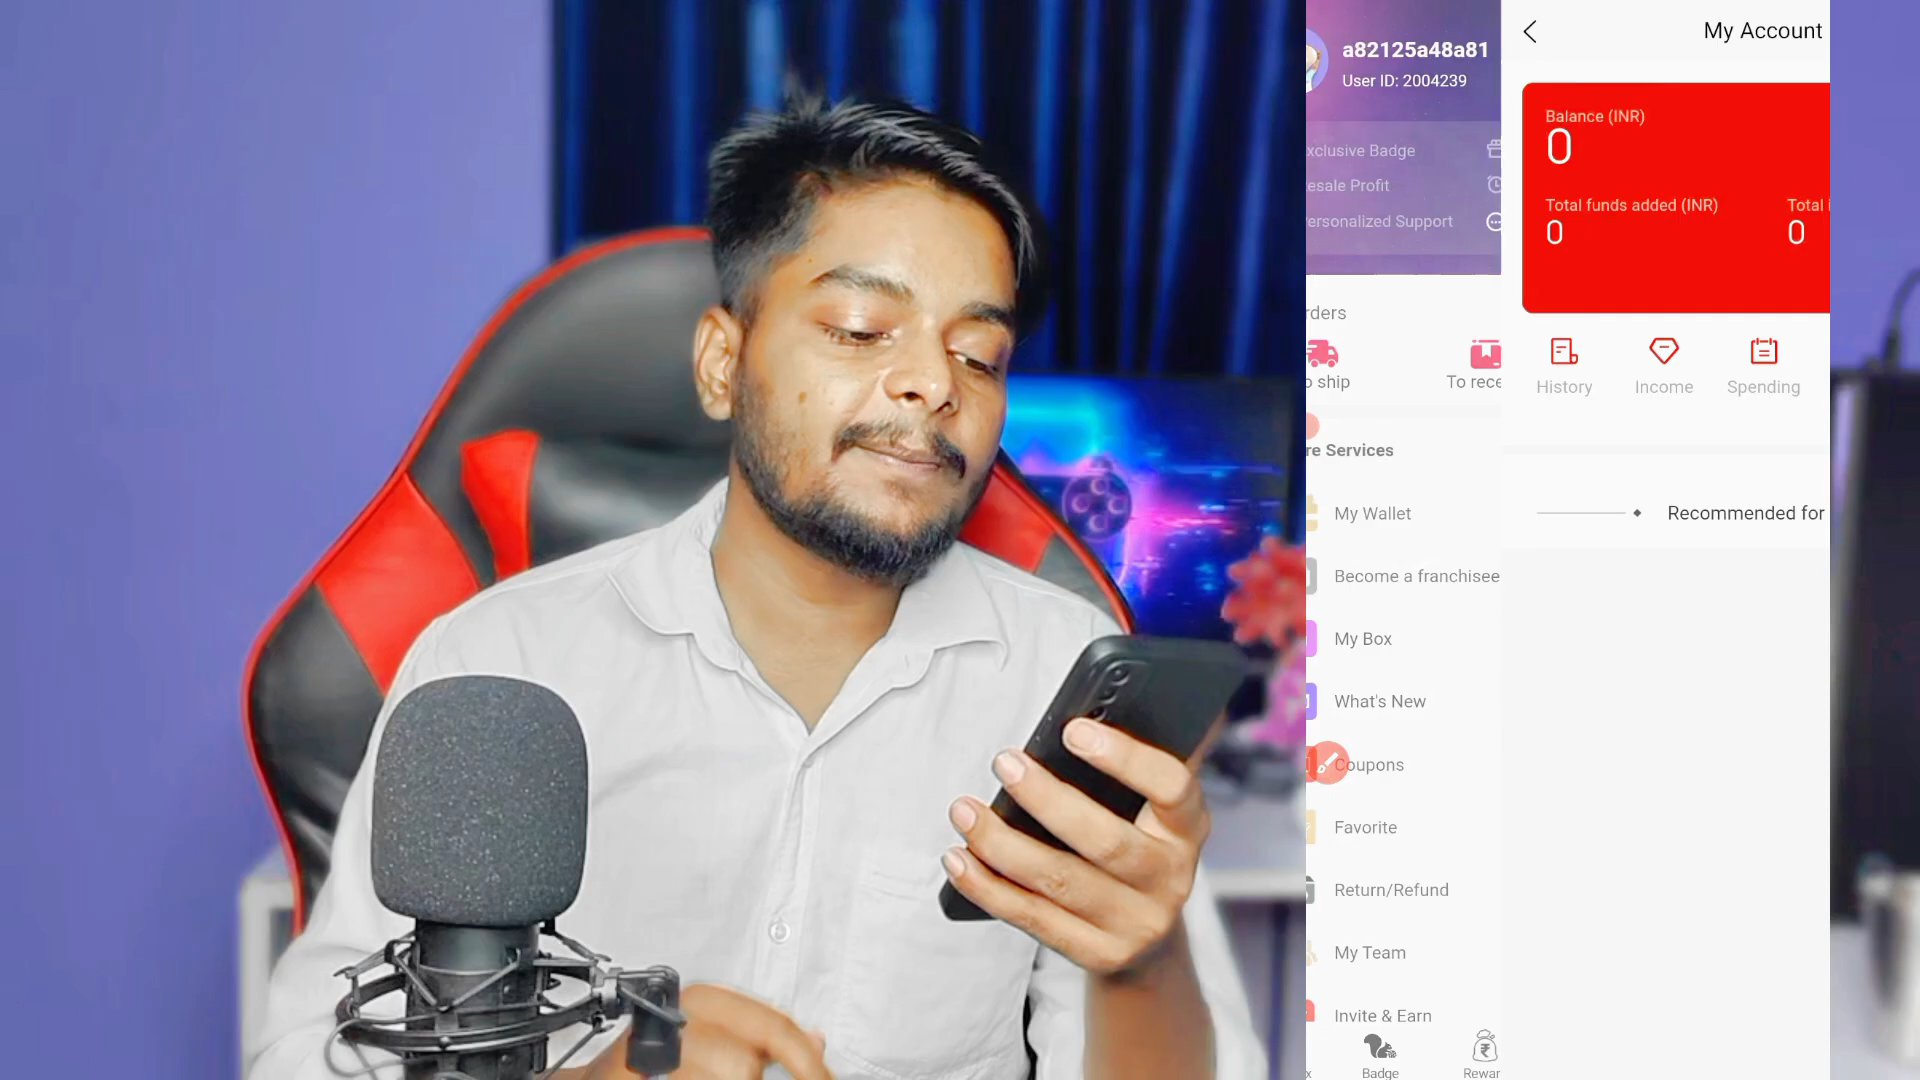 a82125a48a81
User ID: 2004239
xclusive Badge
esale Profit
ersonalized Support
rders
o ship
To rece
re Services
My Wallet
Become a franchisee
My Box
What's New
Coupons
Favorite
Return/Refund
My Team
Invite & Earn
x
Badge
Rewar
My Account
Balance (INR)
0
Total funds added (INR)
0
Total i
0
History
Income
Spending
Recommended for